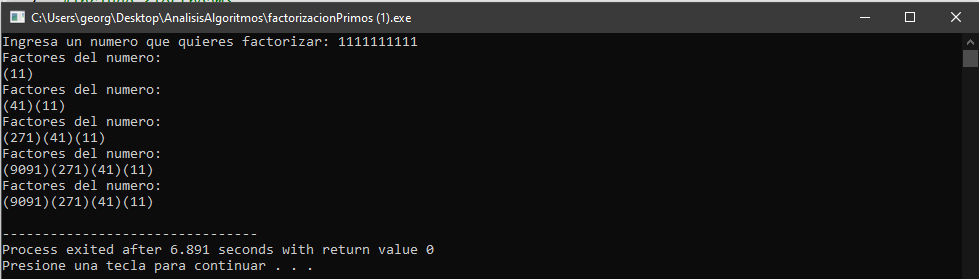 C:\Users\georg\Desktop\AnalisisAlgoritmos\factorizacionPrimos (1).exe
Ingresa un numero que quieres factorizar: 1111111111
Factores del numero:
(11)
Factores del numero:
(41)(11)
Factores del numero:
(271)(41)(11)
Factores del numero:
(9091)(271)(41)(11)
Factores del numero:
(9091)(271)(41)(11)
--------------------------------
Process exited after 6.891 seconds with return value 0
Presione una tecla para continuar . . .